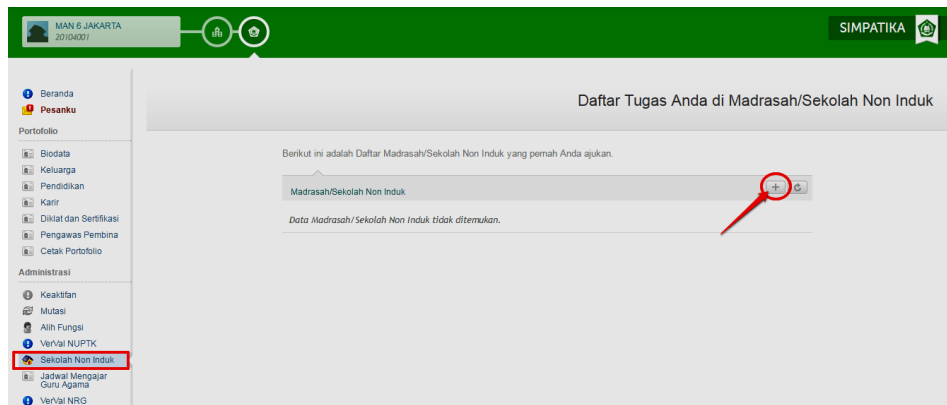 MAN 6 JAKARTA
20104001
SIMPATIKA
Beranda
Pesanku
Portofolio
Biodata
Keluarga
Pendidikan
Karir
Diklat dan Sertifikasi
Pengawas Pembina
Cetak Portofolio
Administrasi
Keaktifan
Mutasi
Alih Fungsi
VerVal NUPTK
Sekolah Non Induk
Jadwal Mengajar
Guru Agama
VerVal NRG
Daftar Tugas Anda di Madrasah/Sekolah Non Induk
Berikut ini adalah Daftar Madrasah/Sekolah Non Induk yang pernah Anda ajukan.
Madrasah/Sekolah Non Induk
Data Madrasah/Sekolah Non Induk tidak ditemukan.